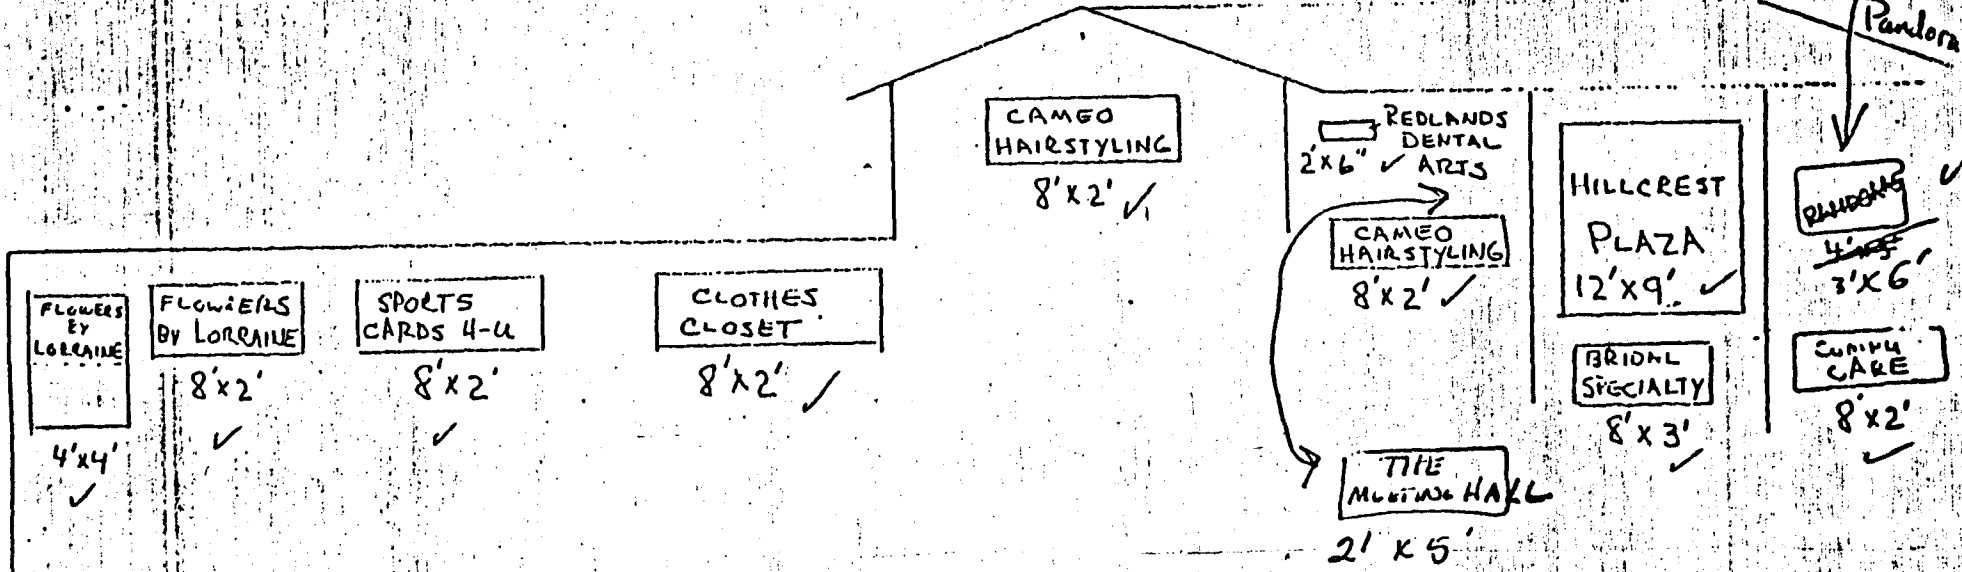 Pandora
CAMEO
HAIRSTYLING
8'x2' ✓
REDLANDS
DENTAL
ARTS
2'x6" ✓
CAMEO
HAIRSTYLING
8'x2' ✓
HILLCREST
PLAZA
12'x9' ✓
✓
3'x6'
FLOWERS
BY
LORRAINE
4'x4'
✓
FLOWERS
BY LORRAINE
8'x2'
✓
SPORTS
CARDS 4-U
8'x2'
✓
CLOTHES
CLOSET
8'x2' ✓
BRIDAL
SPECIALTY
8'x3'
✓
CARE
8'x2'
✓
THE
MEETING HALL
2' x 5'